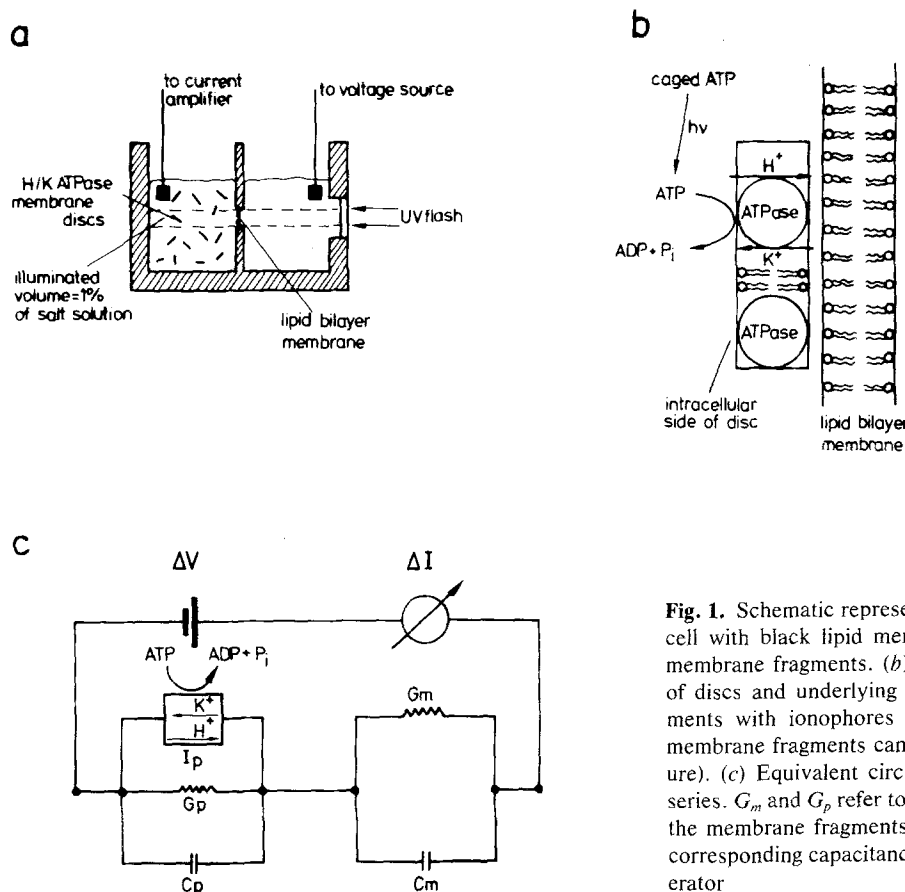 a
to current
amplifier
to voltage source
H/K ATPase
membrane
discs
UV flash
illuminated
volume=1%
of salt solution
lipid bilayer
membrane
b
caged ATP
hν
H+
ATP
ATPase
ADP + Pi
K+
ATPase
intracellular
side of disc
lipid bilayer
membrane
c
ΔV
ΔI
ATP
ADP + Pi
K+
H+
Ip
Gm
Gp
Cp
Cm
Fig. 1. Schematic represe
cell with black lipid mer
membrane fragments. (b)
of discs and underlying
ments with ionophores
membrane fragments can
ure). (c) Equivalent circ
series. Gm and Gp refer to
the membrane fragments
corresponding capacitanc
erator